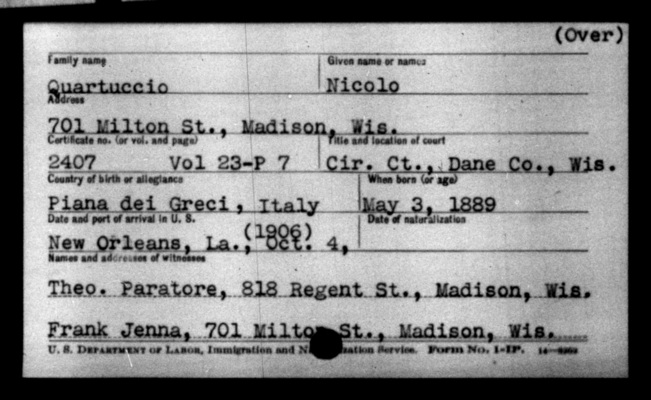 (Over)
Family name Given name or names
Quartuccio Nicolo
Address
701 Milton St., Madison, Wis.
Certificate no. (or vol. and page) Title and location of court
2407 Vol 23-P 7 Cir. Ct., Dane Co., Wis.
Country of birth or allegiance When born (or age)
Piana dei Greci, Italy May 3, 1889
Date and port of arrival in U. S. Date of naturalization
(1906)
New Orleans, La., Oct. 4,
Names and addresses of witnesses
Theo. Paratore, 818 Regent St., Madison, Wis.
Frank Jenna, 701 Milton St., Madison, Wis.
U. S. Department of Labor, Immigration and Naturalization Service. Form No. 1-IP.